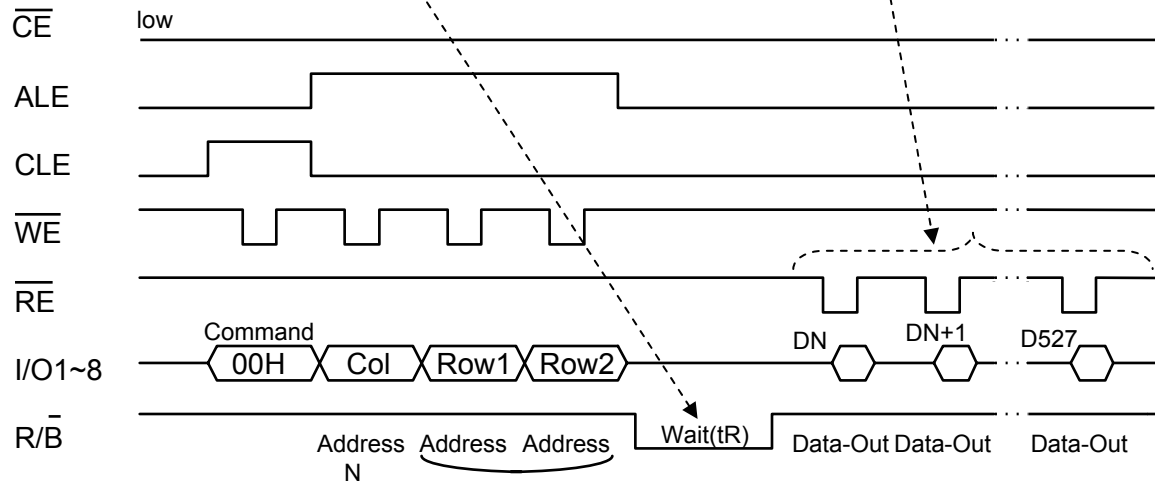 CE low
ALE
CLE
WE
RE
Command DN DN+1 D527
I/O1~8 00H Col Row1 Row2
R/B Wait(tR)
Address Address Address Data-Out Data-Out Data-Out
N